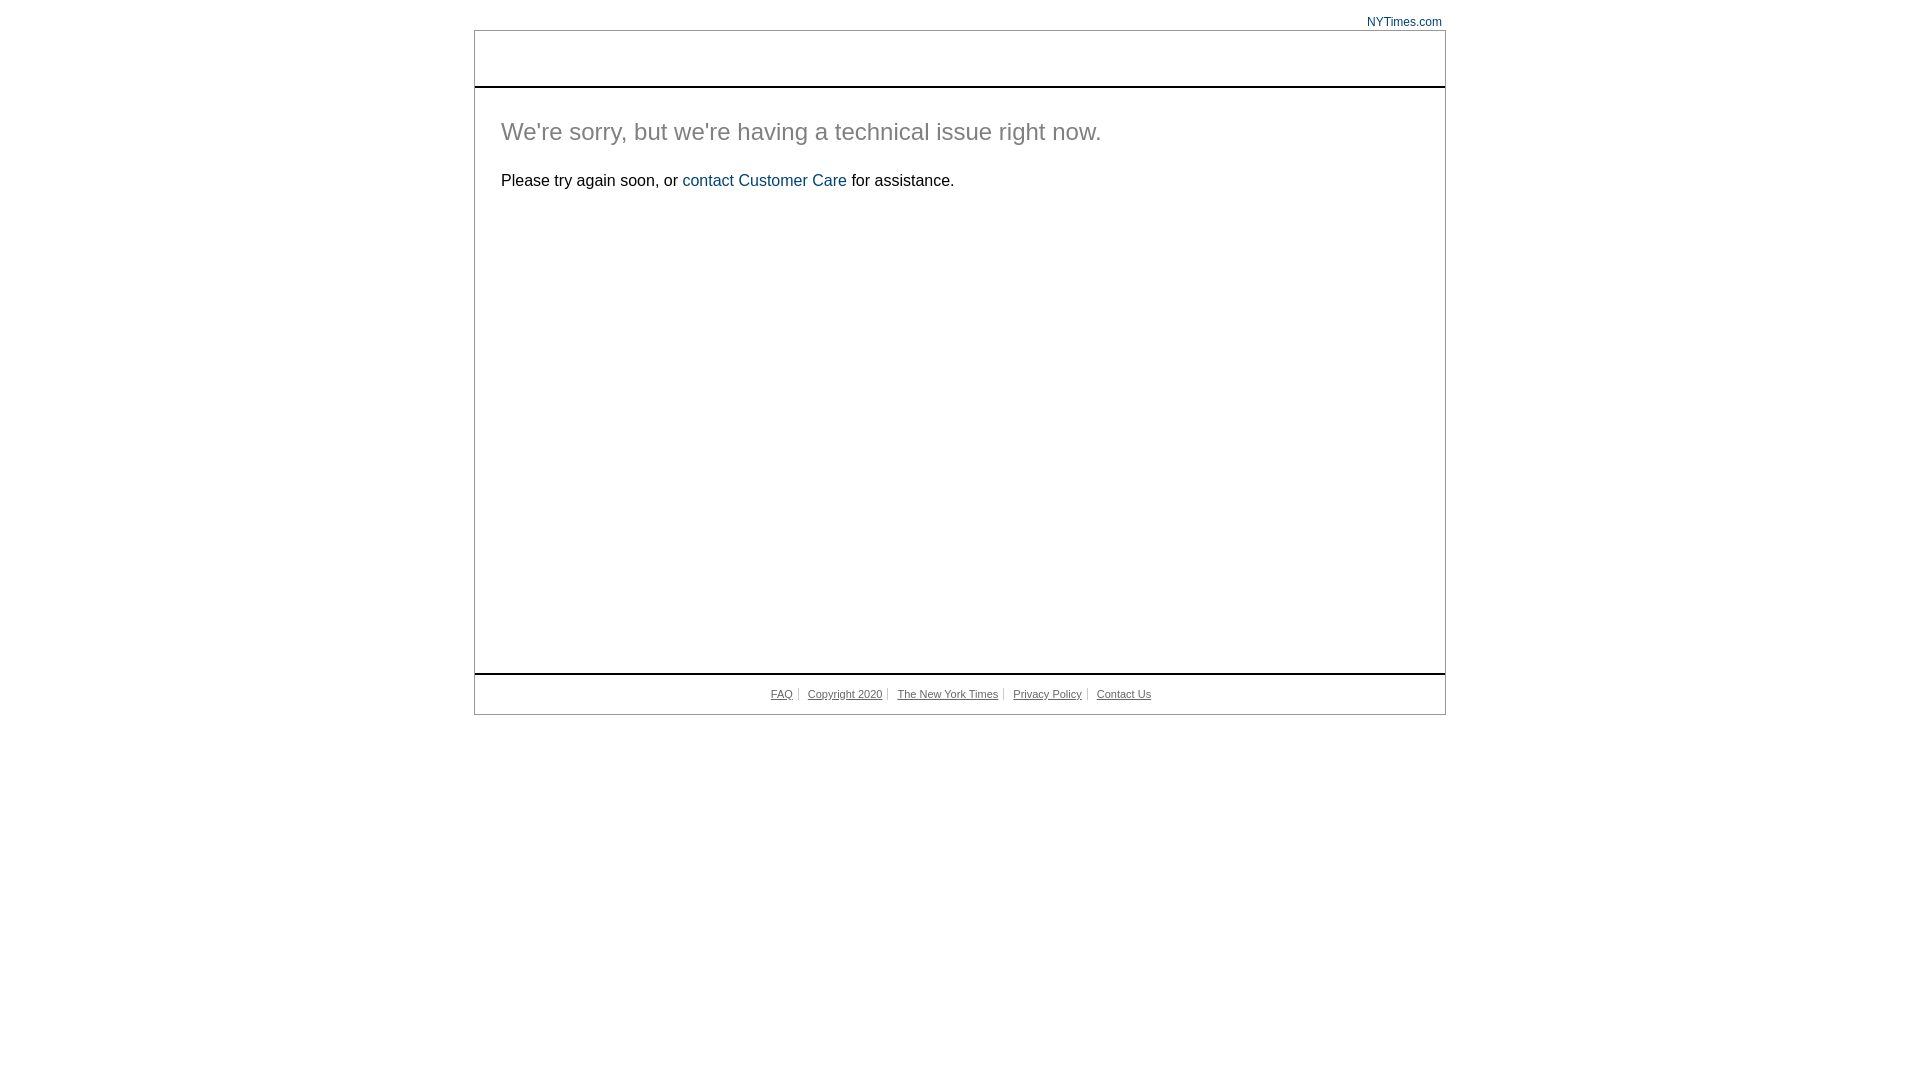 NYTimes.com
We're sorry, but we're having a technical issue right now.
Please try again soon, or contact Customer Care for assistance.
FAQ Copyright 2020 The New York Times Privacy Policy Contact Us